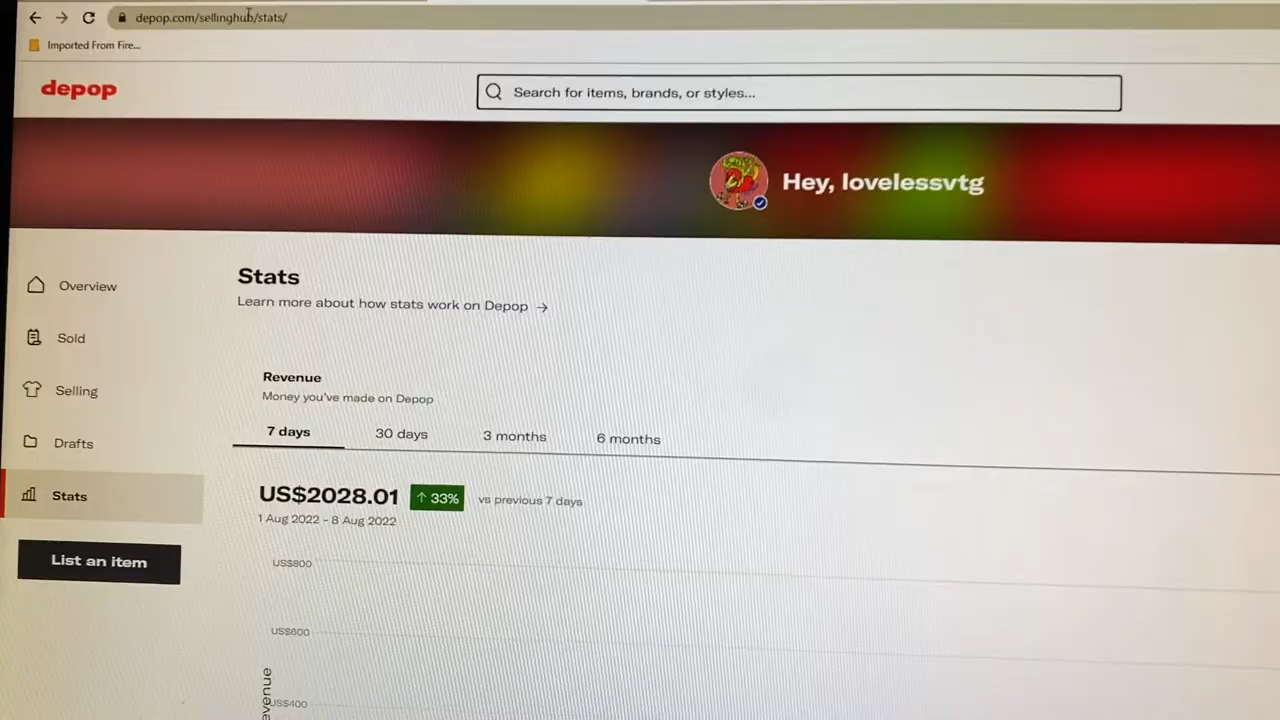 depop.com/sellinghub/stats/
Imported From Fire...
depop
Search for items, brands, or styles...
Hey, lovelessvtg
Overview
Sold
Selling
Drafts
Stats
List an item
Stats
Learn more about how stats work on Depop →
Revenue
Money you've made on Depop
7 days 30 days 3 months 6 months
US$2028.01 ↑ 33% vs previous 7 days
1 Aug 2022 - 8 Aug 2022
US$800
US$600
US$400